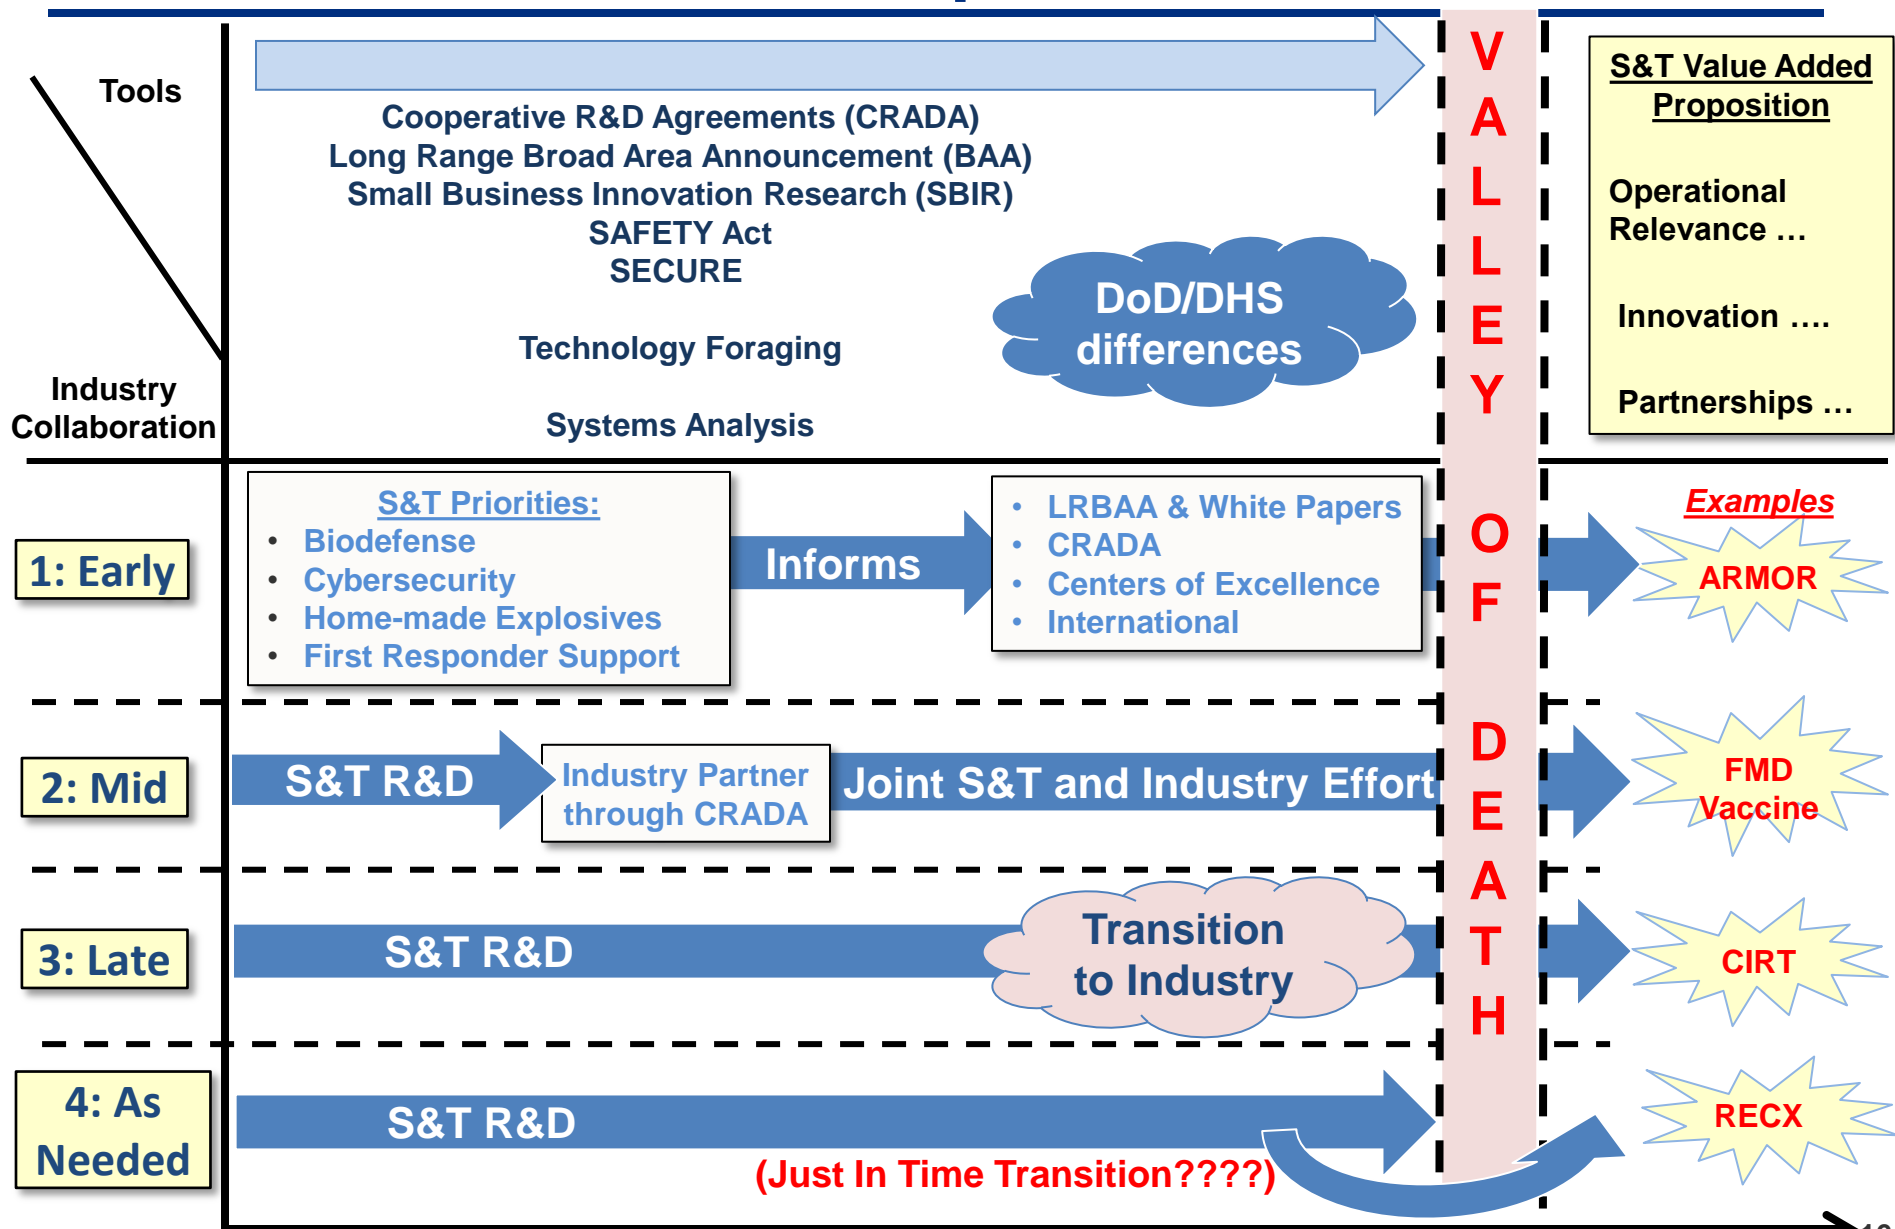 Tools
Industry
Collaboration
Cooperative R&D Agreements (CRADA)
Long Range Broad Area Announcement (BAA)
Small Business Innovation Research (SBIR)
SAFETY Act
SECURE
Technology Foraging
Systems Analysis
DoD/DHS
differences
VALLEY OF DEATH
S&T Value Added
Proposition
Operational
Relevance …
Innovation ….
Partnerships …
1: Early
S&T Priorities:
• Biodefense
• Cybersecurity
• Home-made Explosives
• First Responder Support
Informs
• LRBAA & White Papers
• CRADA
• Centers of Excellence
• International
Examples
ARMOR
2: Mid
S&T R&D
Industry Partner
through CRADA
Joint S&T and Industry Effort
FMD
Vaccine
3: Late
S&T R&D
Transition
to Industry
CIRT
4: As
Needed
S&T R&D
(Just In Time Transition????)
RECX